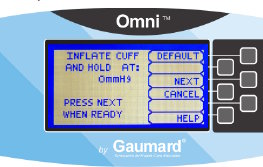 Omni™
INFLATE CUFF
AND HOLD AT:
0mmHg
PRESS NEXT
WHEN READY
DEFAULT
NEXT
CANCEL
HELP
by Gaumard®